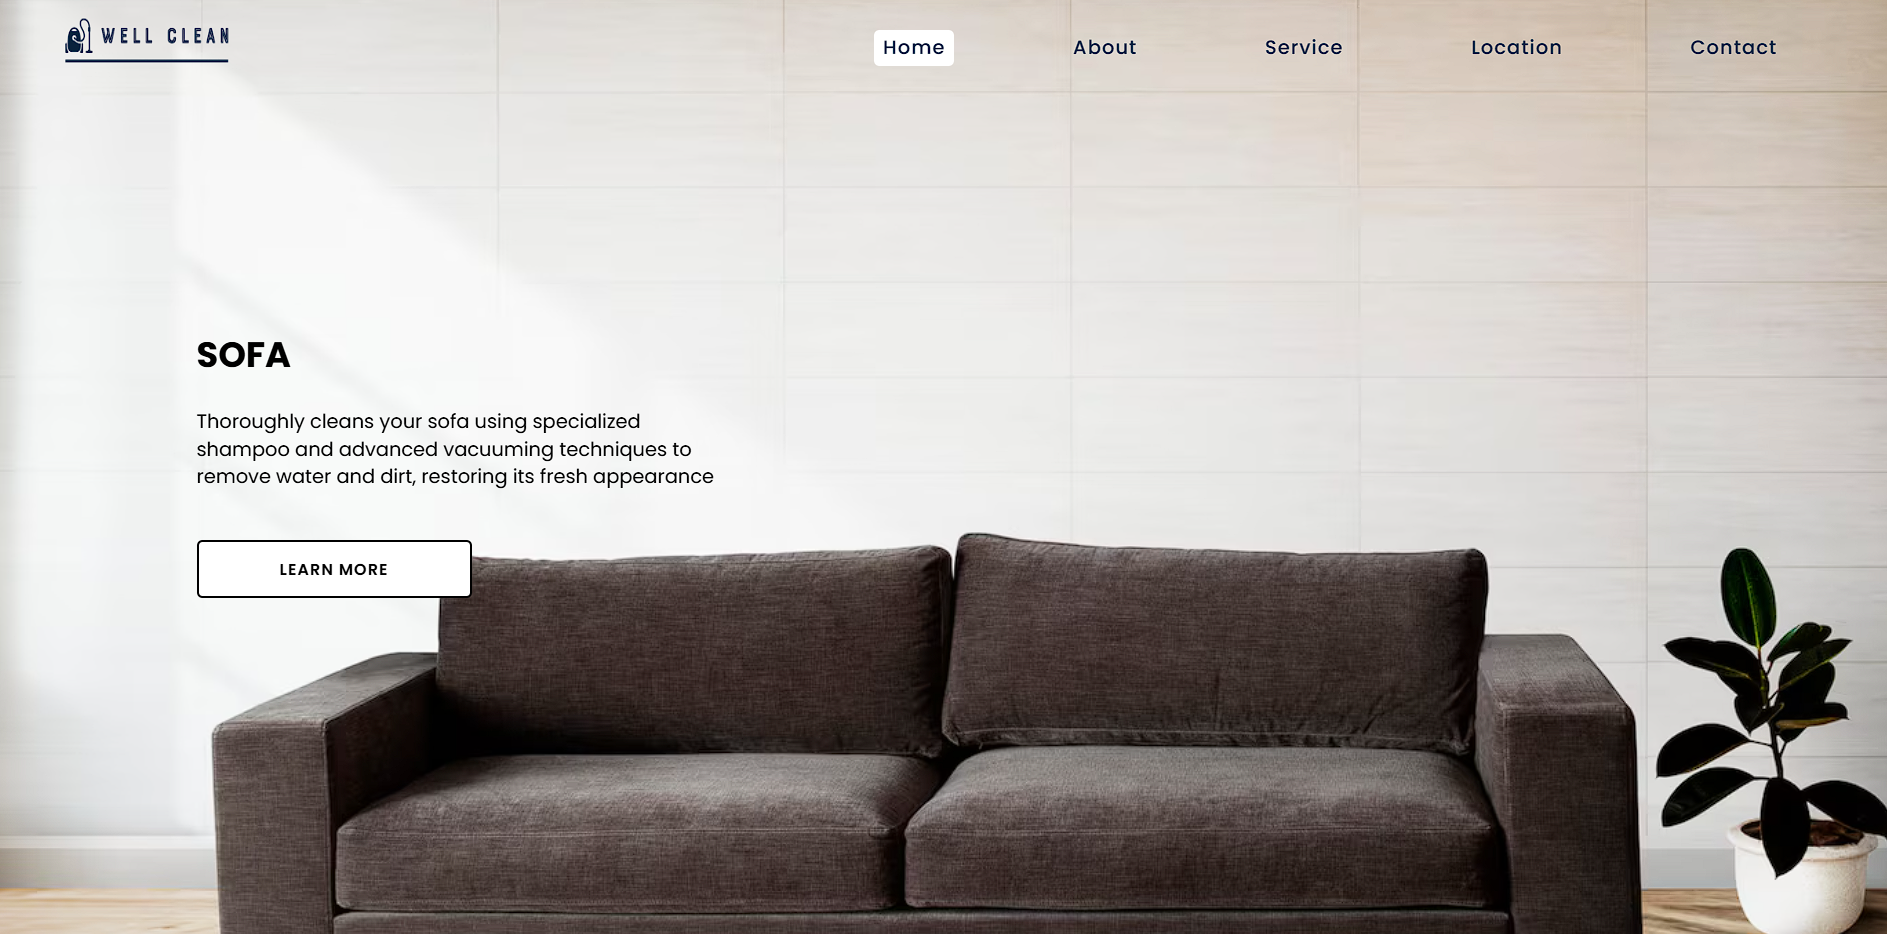 WELL CLEAN
Home About Service Location Contact
SOFA
Thoroughly cleans your sofa using specialized
shampoo and advanced vacuuming techniques to
remove water and dirt, restoring its fresh appearance
LEARN MORE